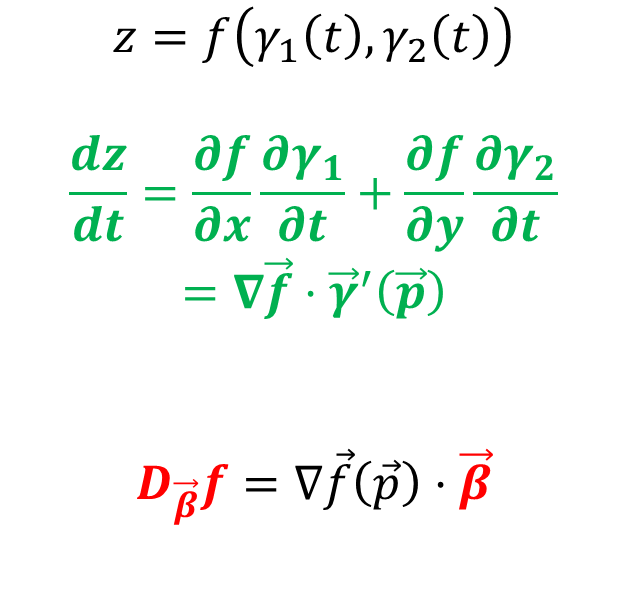 z = f(γ₁(t), γ₂(t))
dz/dt = ∂f/∂x ∂γ₁/∂t + ∂f/∂y ∂γ₂/∂t
= ∇f⃗ · γ⃗′(p⃗)
D_β⃗ f = ∇f⃗(p⃗) · β⃗